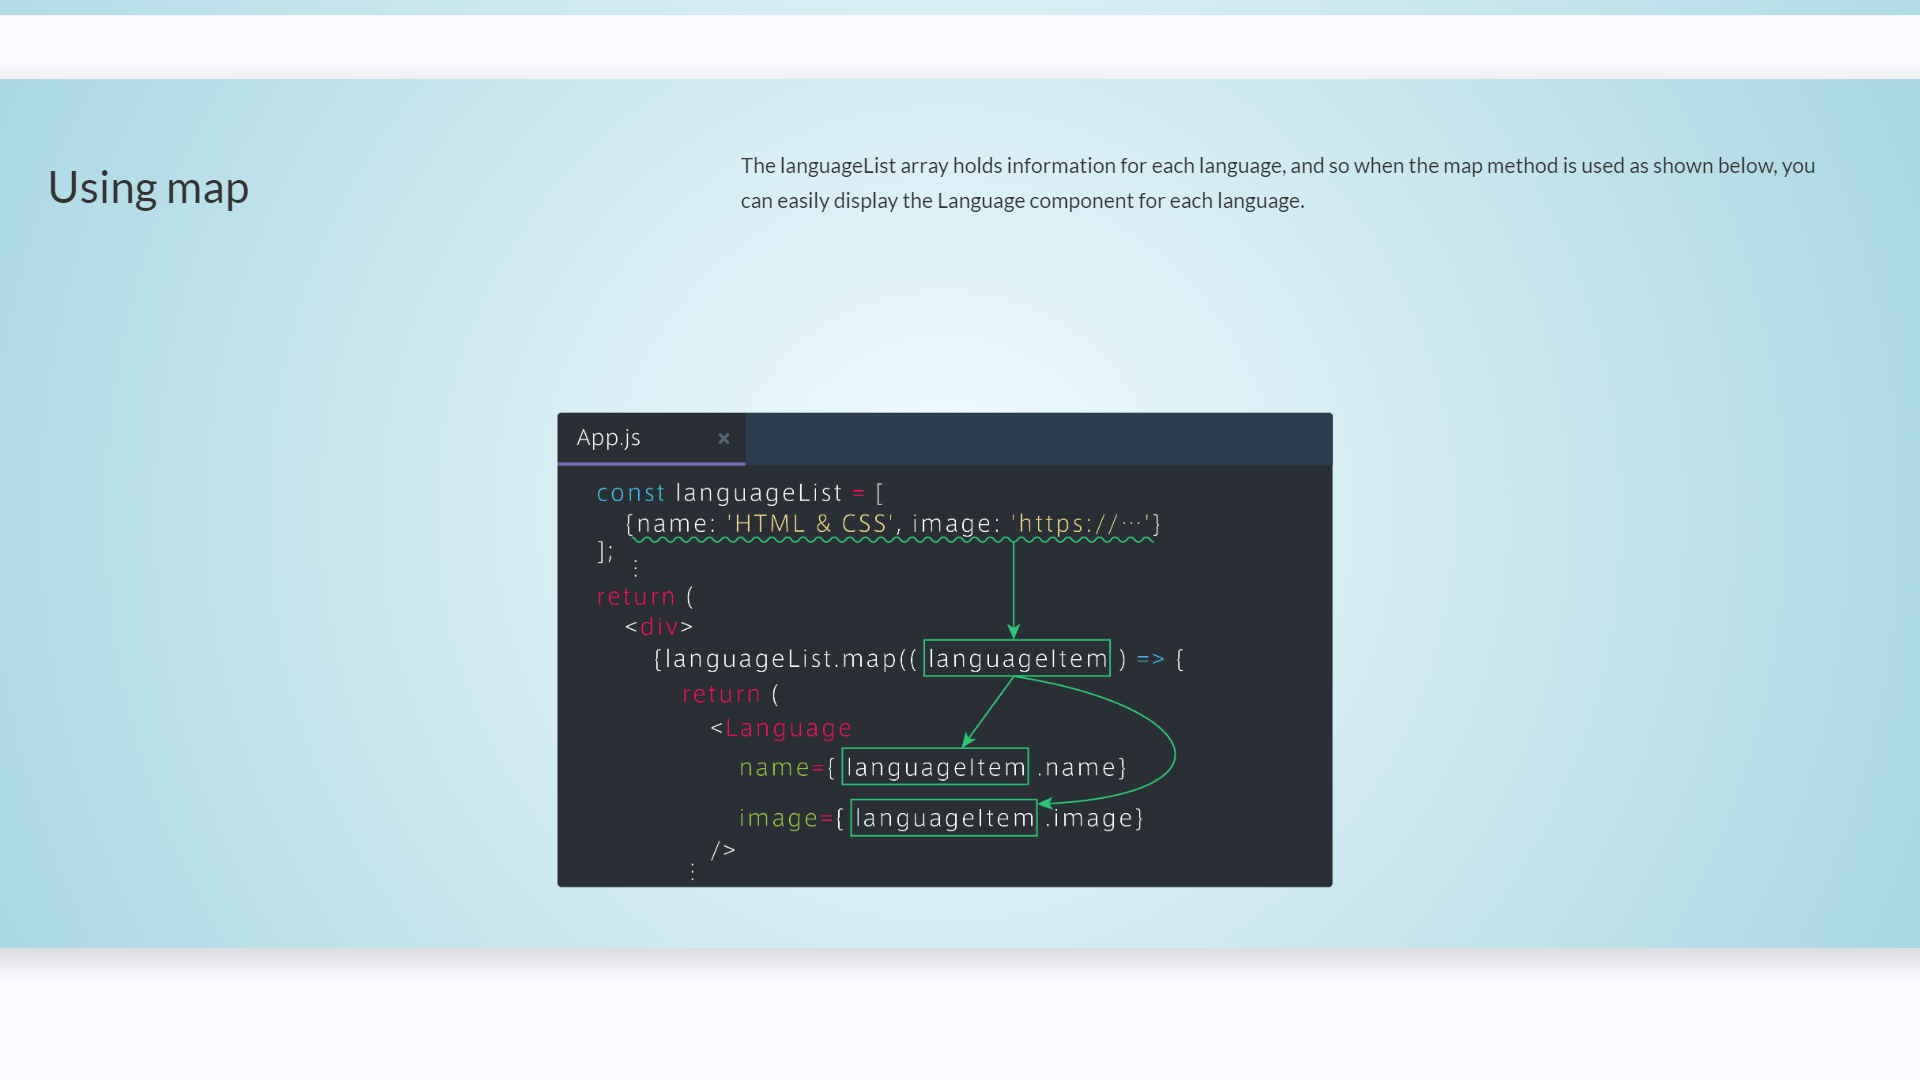 Using map
The languageList array holds information for each language, and so when the map method is used as shown below, you
can easily display the Language component for each language.
App.js ×
const languageList = [
{name: 'HTML & CSS', image: 'https://…'}
];
⋮
return (
<div>
{languageList.map(( languageItem ) => {
return (
<Language
name={ languageItem .name}
image={ languageItem .image}
/>
⋮